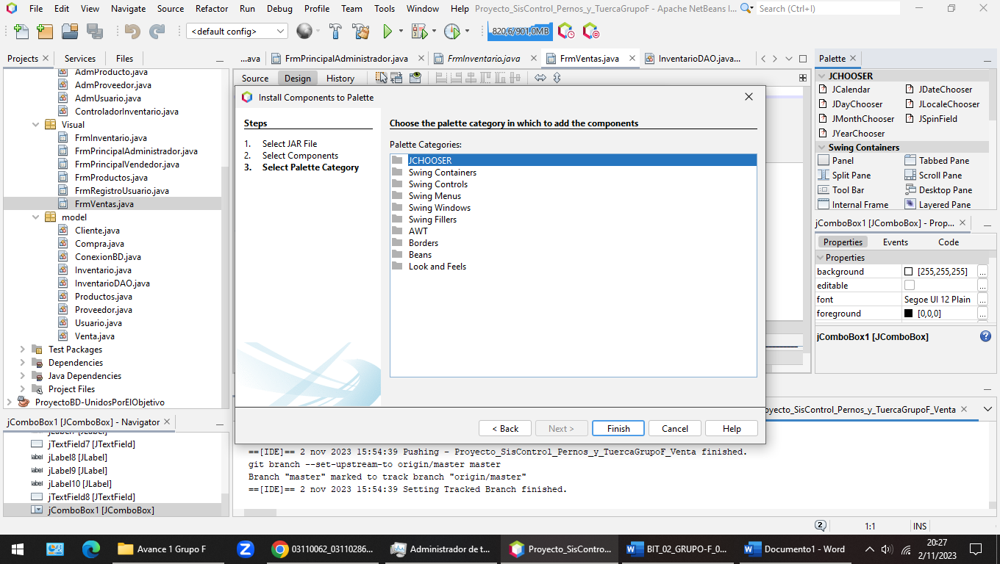 File Edit View Navigate Source Refactor Run Debug Profile Team Tools Window Help Proyecto_SisControl_Pernos_y_TuercaGrupoF - Apache NetBeans I... Search (Ctrl+I)
<default config> 820,6/901,0MB
Projects Services Files
...ava FrmPrincipalAdministrador.java FrmInventario.java FrmVentas.java InventarioDAO.java...
Source Design History
AdmProducto.java
AdmProveedor.java
AdmUsuario.java
ControladorInventario.java
Visual
FrmInventario.java
FrmPrincipalAdministrador.java
FrmPrincipalVendedor.java
FrmProductos.java
FrmRegistroUsuario.java
FrmVentas.java
model
Cliente.java
Compra.java
ConexionBD.java
Inventario.java
InventarioDAO.java
Productos.java
Proveedor.java
Usuario.java
Venta.java
Test Packages
Dependencies
Java Dependencies
Project Files
ProyectoBD-UnidosPorElObjetivo
jComboBox1 [JComboBox] - Navigator
jLabel7 [JLabel]
jTextField7 [JTextField]
label jLabel8 [JLabel]
label jLabel9 [JLabel]
label jLabel10 [JLabel]
jTextField8 [JTextField]
jComboBox1 [JComboBox]
Install Components to Palette
Steps
1. Select JAR File
2. Select Components
3. Select Palette Category
Choose the palette category in which to add the components
Palette Categories:
JCHOOSER
Swing Containers
Swing Controls
Swing Menus
Swing Windows
Swing Fillers
AWT
Borders
Beans
Look and Feels
< Back Next > Finish Cancel Help
Palette
JCHOOSER
JCalendar JDateChooser
JDayChooser JLocaleChooser
JMonthChooser JSpinField
JYearChooser
Swing Containers
Panel Tabbed Pane
Split Pane Scroll Pane
Tool Bar Desktop Pane
Internal Frame Layered Pane
jComboBox1 [JComboBox] - Prop...
Properties Events Code
Properties
background [255,255,255] ...
editable ...
font Segoe UI 12 Plain ...
foreground [0,0,0] ...
jComboBox1 [JComboBox]
oyecto_SisControl_Pernos_y_TuercaGrupoF_Venta
==[IDE]== 2 nov 2023 15:54:39 Pushing - Proyecto_SisControl_Pernos_y_TuercaGrupoF_Venta finished.
git branch --set-upstream-to origin/master master
Branch "master" marked to track branch "origin/master"
==[IDE]== 2 nov 2023 15:54:39 Setting Tracked Branch finished.
2 1:1 INS
Avance 1 Grupo F 03110062_03110286... Administrador de t... Proyecto_SisContro... BIT_02_GRUPO-F_0... Documento1 - Word
20:27
2/11/2023